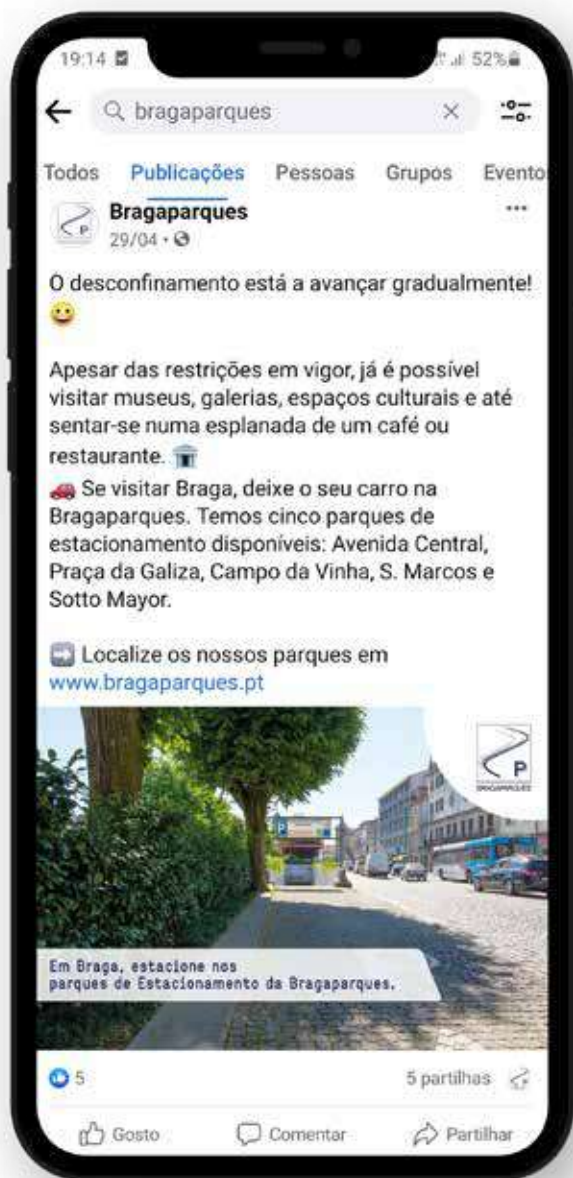 19:14 52%
bragaparques
Todos Publicações Pessoas Grupos Evento
Bragaparques
29/04
O desconfinamento está a avançar gradualmente!
Apesar das restrições em vigor, já é possível
visitar museus, galerias, espaços culturais e até
sentar-se numa esplanada de um café ou
restaurante.
Se visitar Braga, deixe o seu carro na
Bragaparques. Temos cinco parques de
estacionamento disponíveis: Avenida Central,
Praça da Galiza, Campo da Vinha, S. Marcos e
Sotto Mayor.
Localize os nossos parques em
www.bragaparques.pt
P
BRAGAPARQUES
P
Em Braga, estacione nos
parques de Estacionamento da Bragaparques.
5 5 partilhas
Gosto Comentar Partilhar